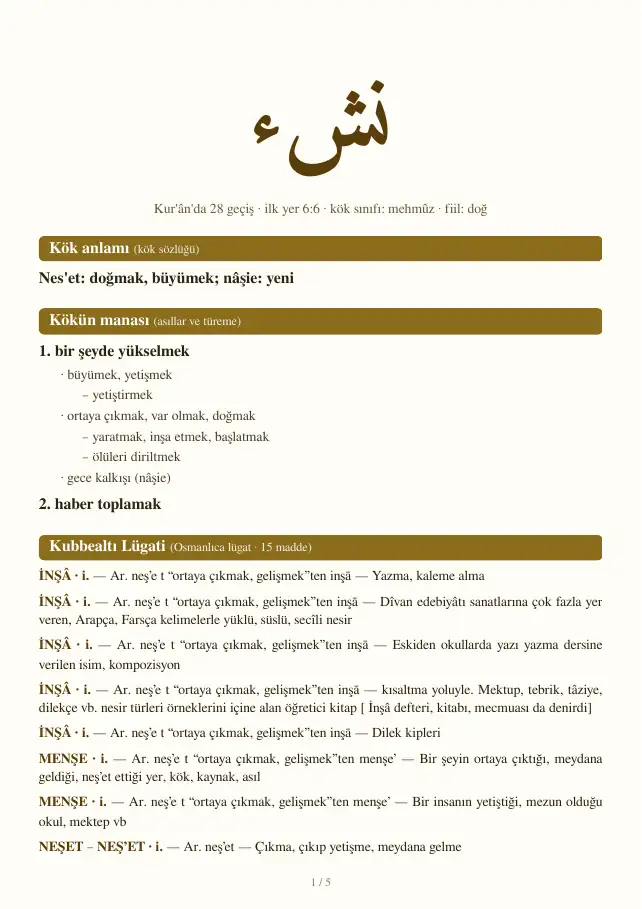 نشء
Kur'ân'da 28 geçiş · ilk yer 6:6 · kök sınıfı: mehmûz · fiil: doğ
Kök anlamı (kök sözlüğü)
Nes'et: doğmak, büyümek; nâşie: yeni
Kökün manası (asıllar ve türeme)
1. bir şeyde yükselmek
· büyümek, yetişmek
– yetiştirmek
· ortaya çıkmak, var olmak, doğmak
– yaratmak, inşa etmek, başlatmak
– ölüleri diriltmek
· gece kalkışı (nâşie)
2. haber toplamak
Kubbealtı Lügati (Osmanlıca lügat · 15 madde)
İNŞÂ · i. — Ar. neş'e t “ortaya çıkmak, gelişmek”ten inşā — Yazma, kaleme alma
İNŞÂ · i. — Ar. neş'e t “ortaya çıkmak, gelişmek”ten inşā — Dîvan edebiyâtı sanatlarına çok fazla yer
veren, Arapça, Farsça kelimelerle yüklü, süslü, secîli nesir
İNŞÂ · i. — Ar. neş'e t “ortaya çıkmak, gelişmek”ten inşā — Eskiden okullarda yazı yazma dersine
verilen isim, kompozisyon
İNŞÂ · i. — Ar. neş'e t “ortaya çıkmak, gelişmek”ten inşā — kısaltma yoluyle. Mektup, tebrik, tâziye,
dilekçe vb. nesir türleri örneklerini içine alan öğretici kitap [ İnşâ defteri, kitabı, mecmuası da denirdi]
İNŞÂ · i. — Ar. neş'e t “ortaya çıkmak, gelişmek”ten inşā — Dilek kipleri
MENŞE · i. — Ar. neş'e t “ortaya çıkmak, gelişmek”ten menşe’ — Bir şeyin ortaya çıktığı, meydana
geldiği, neş'et ettiği yer, kök, kaynak, asıl
MENŞE · i. — Ar. neş'e t “ortaya çıkmak, gelişmek”ten menşe’ — Bir insanın yetiştiği, mezun olduğu
okul, mektep vb
NEŞET – NEŞ’ET · i. — Ar. neş'et — Çıkma, çıkıp yetişme, meydana gelme
1 / 5